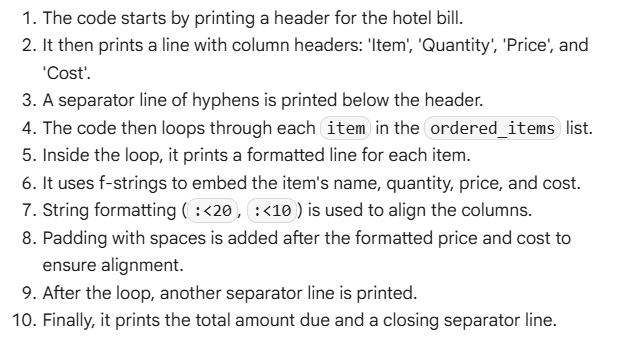 1. The code starts by printing a header for the hotel bill.
2. It then prints a line with column headers: 'Item', 'Quantity', 'Price', and
'Cost'.
3. A separator line of hyphens is printed below the header.
4. The code then loops through each item in the ordered_items list.
5. Inside the loop, it prints a formatted line for each item.
6. It uses f-strings to embed the item's name, quantity, price, and cost.
7. String formatting ( :<20 , :<10 ) is used to align the columns.
8. Padding with spaces is added after the formatted price and cost to
ensure alignment.
9. After the loop, another separator line is printed.
10. Finally, it prints the total amount due and a closing separator line.